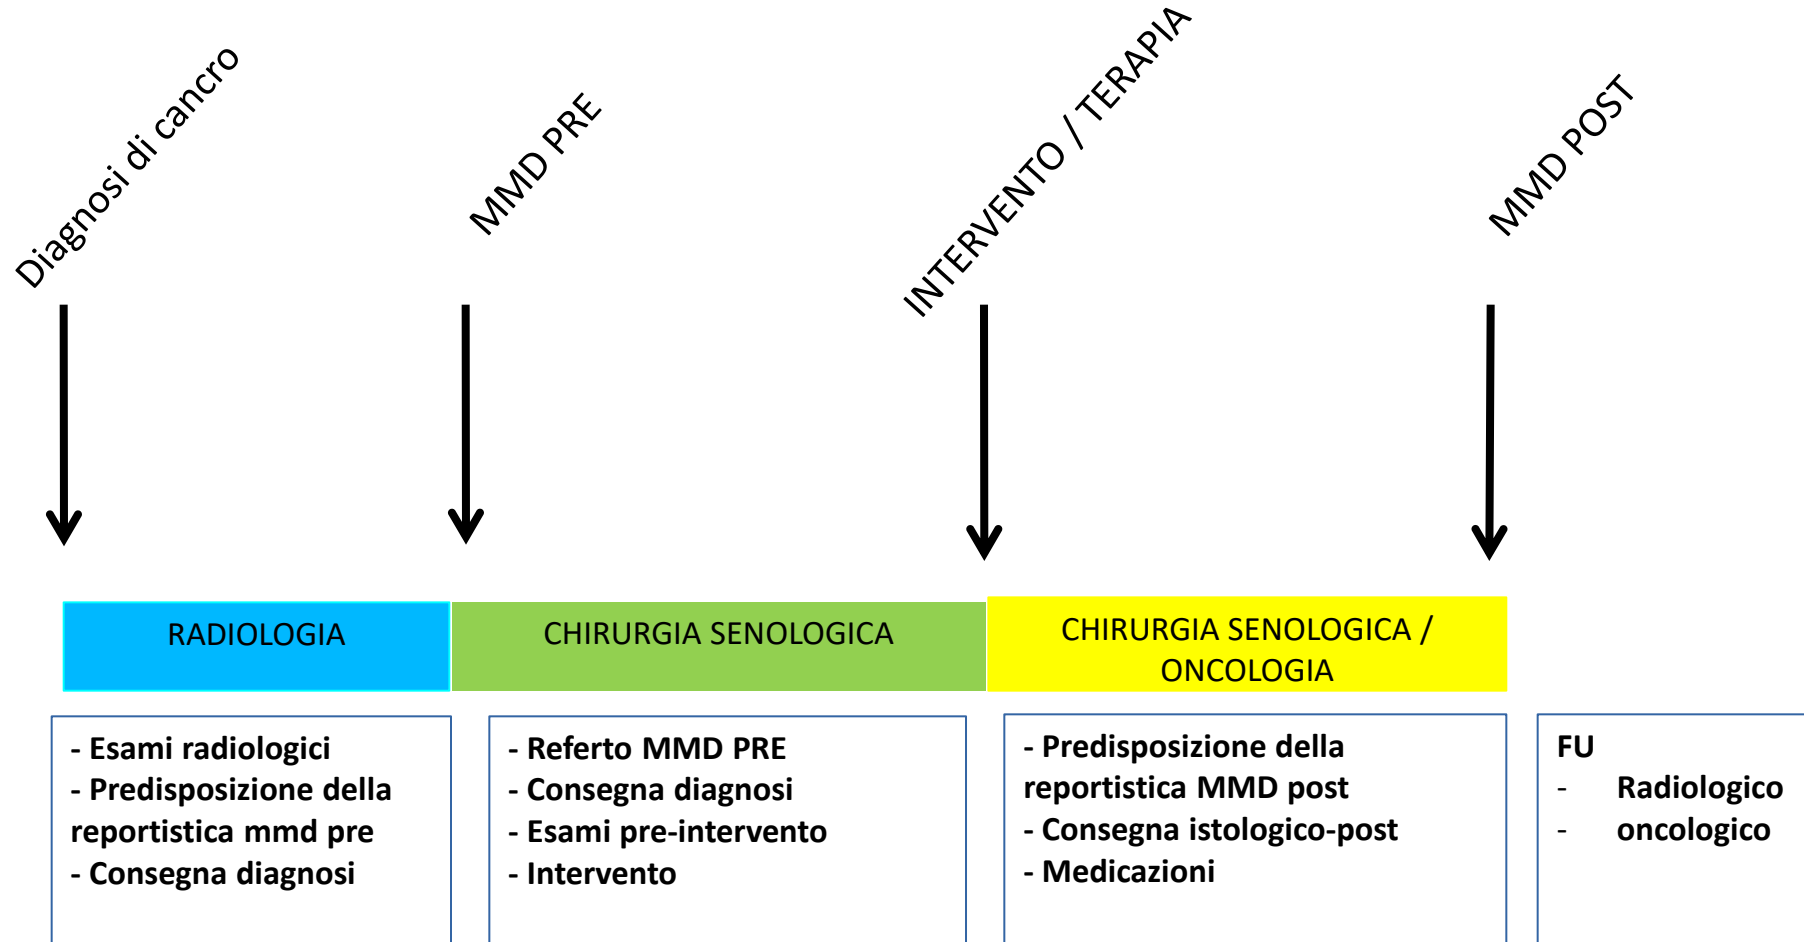 Diagnosi di cancro
MMD PRE
INTERVENTO / TERAPIA
MMD POST
RADIOLOGIA
CHIRURGIA SENOLOGICA
CHIRURGIA SENOLOGICA /
ONCOLOGIA
- Esami radiologici
- Predisposizione della
reportistica mmd pre
- Consegna diagnosi
- Referto MMD PRE
- Consegna diagnosi
- Esami pre-intervento
- Intervento
- Predisposizione della
reportistica MMD post
- Consegna istologico-post
- Medicazioni
FU
- Radiologico
- oncologico